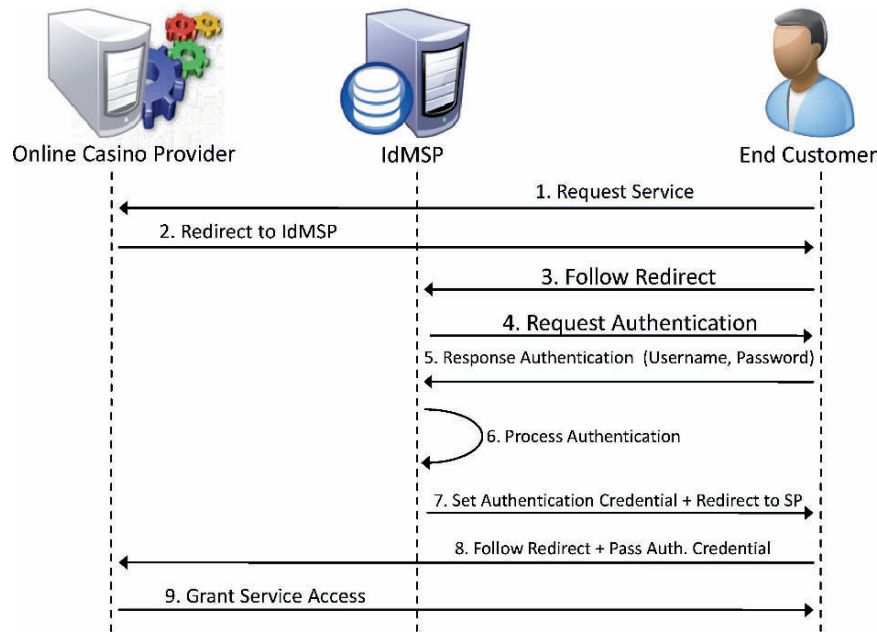 Online Casino Provider
IdMSP
End Customer
1. Request Service
2. Redirect to IdMSP
3. Follow Redirect
4. Request Authentication
5. Response Authentication (Username, Password)
6. Process Authentication
7. Set Authentication Credential + Redirect to SP
8. Follow Redirect + Pass Auth. Credential
9. Grant Service Access